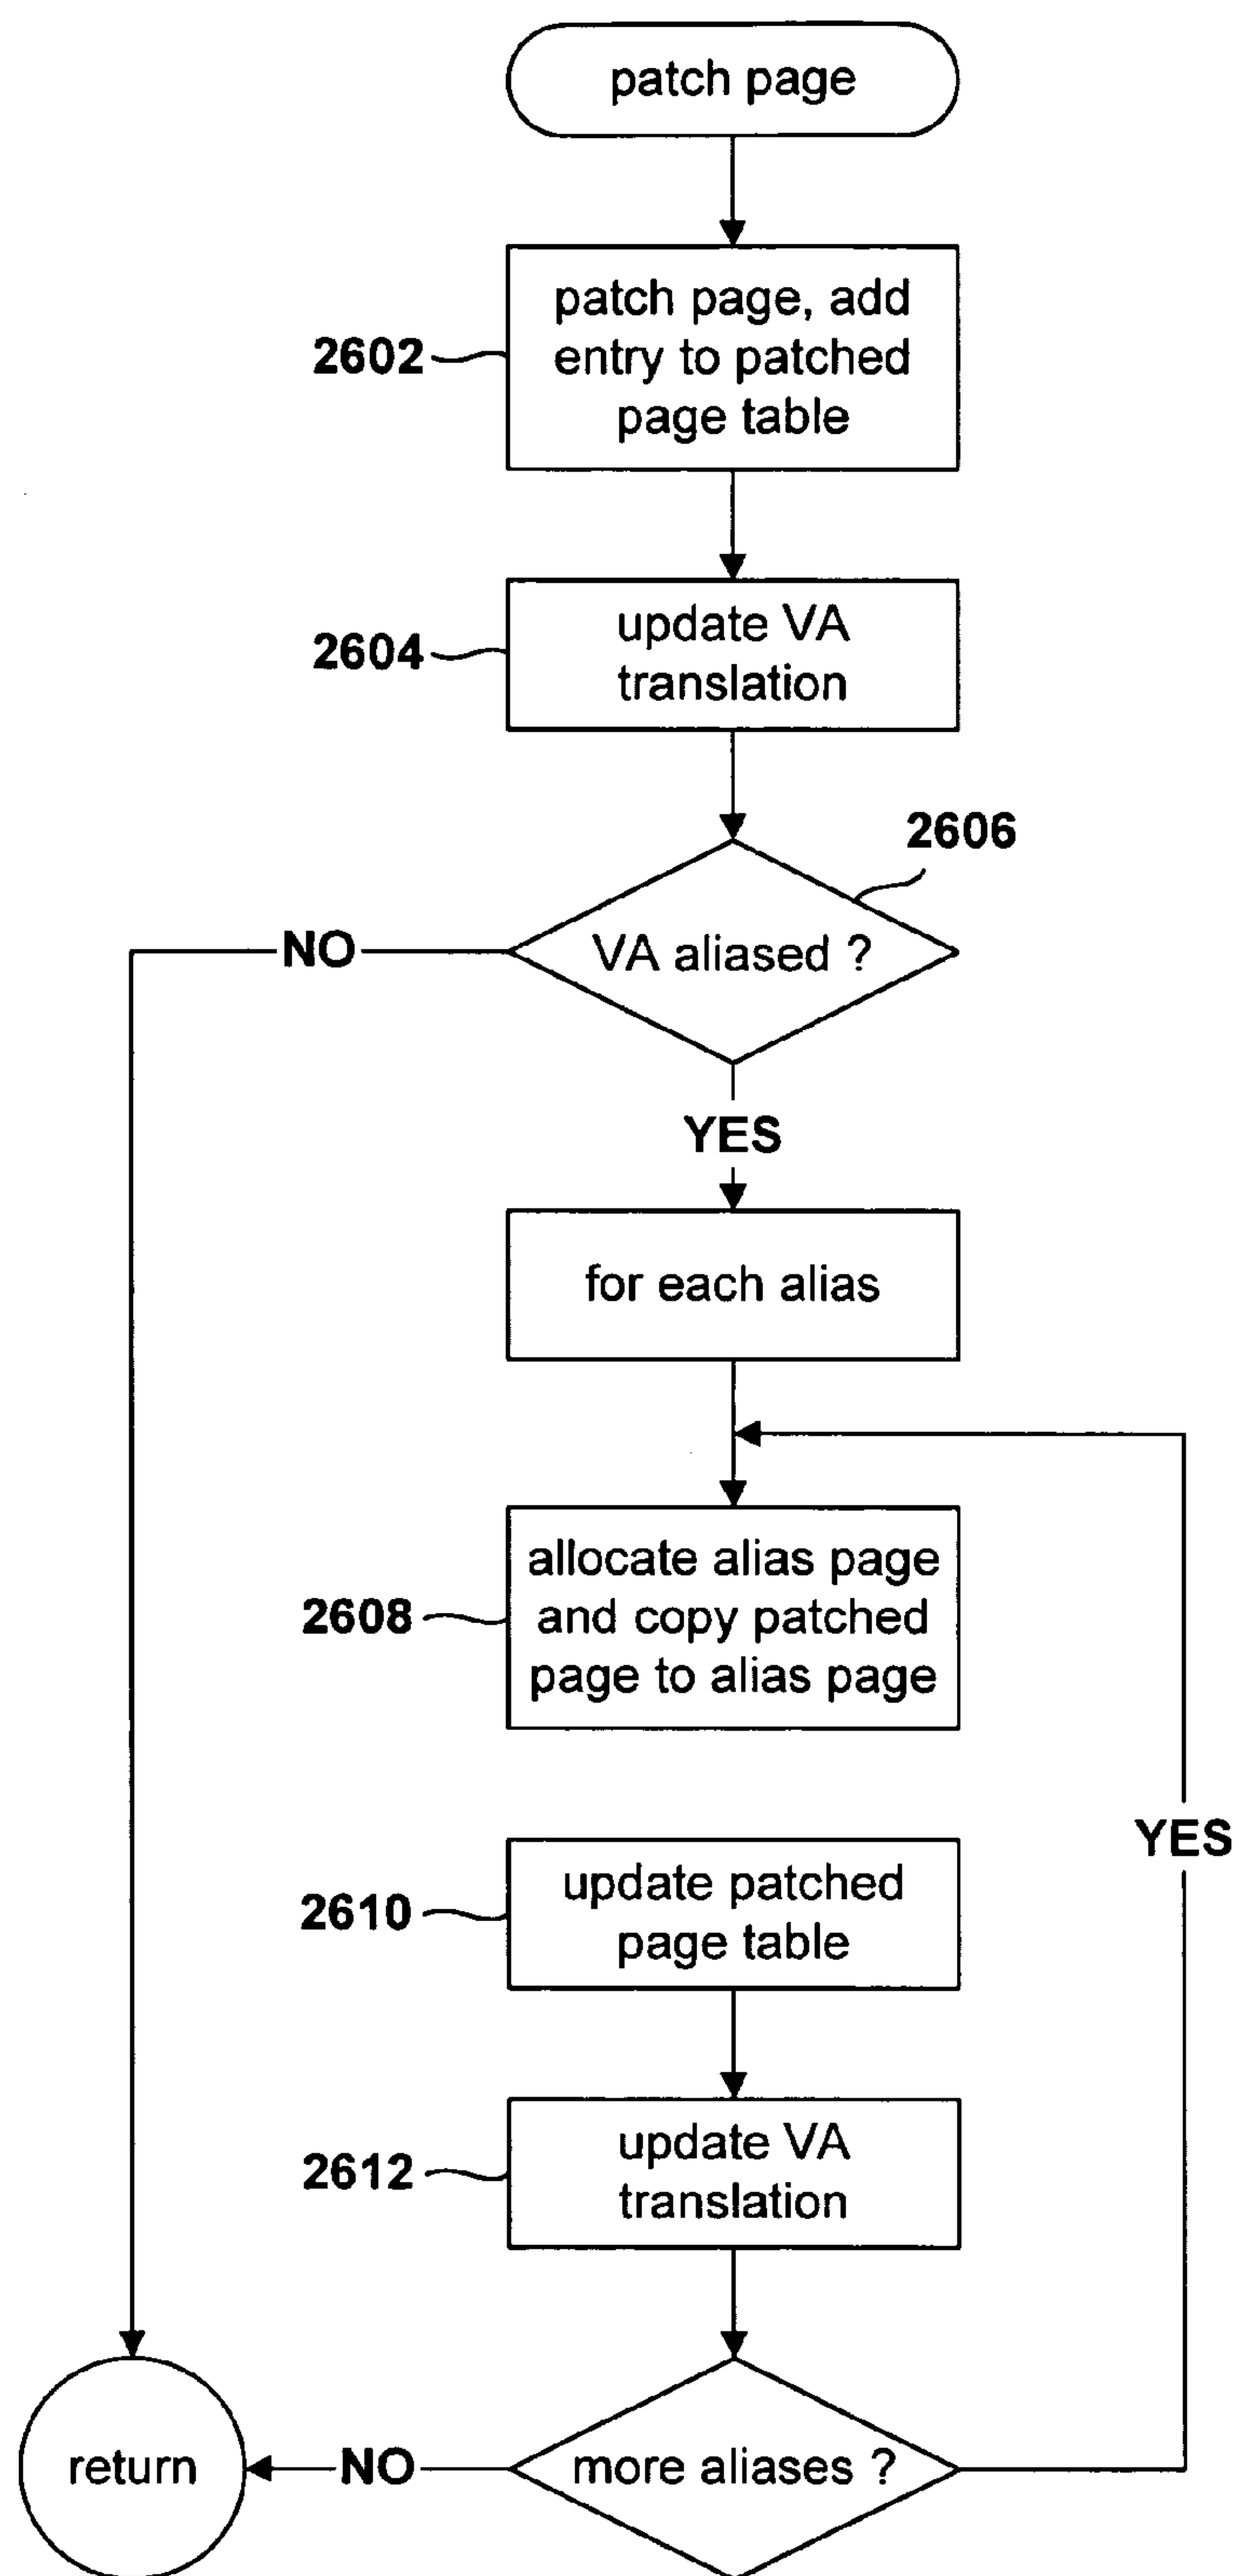 patch page
patch page, add
2602
entry to patched
page table
update VA
2604
translation
2606
NO
VA aliased ?
YES
for each alias
allocate alias page
2608
and copy patched
page to alias page
YES
update patched
2610
page table
update VA
2612
translation
return
NO
more aliases ?